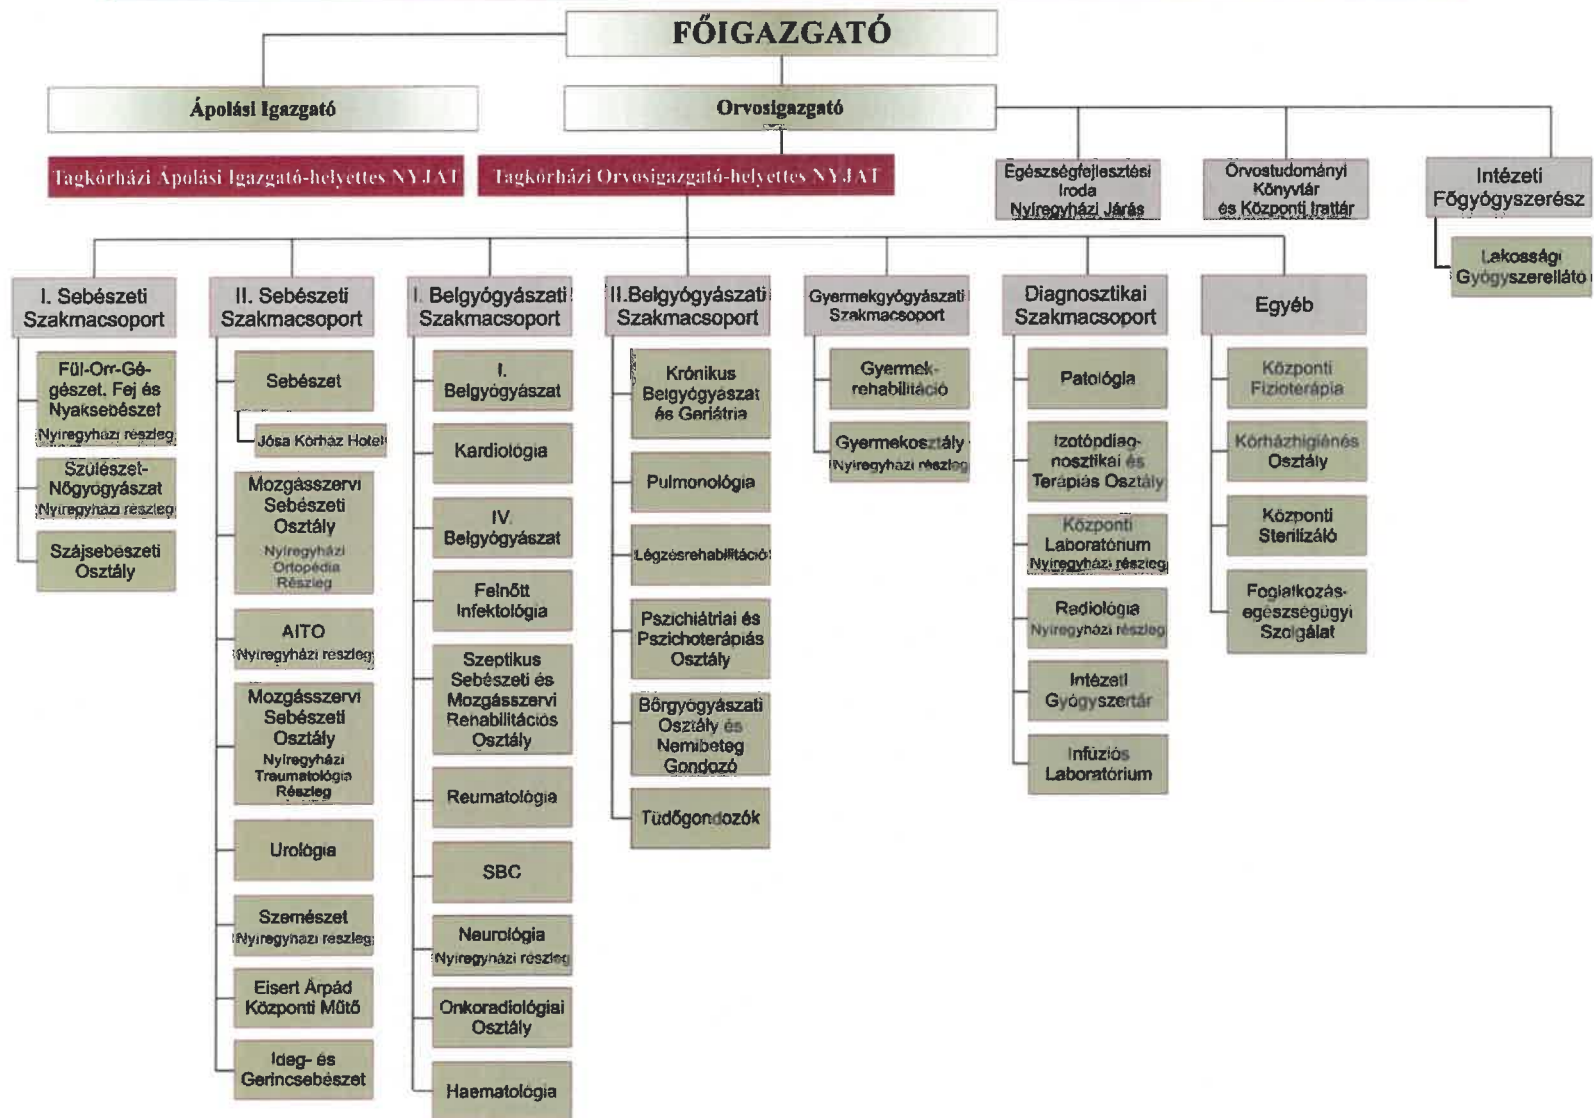 FŐIGAZGATÓ
Ápolási Igazgató
Orvosigazgató
Tagkórházi Ápolási Igazgató-helyettes NYJAT
Tagkórházi Orvosigazgató-helyettes NYJAT
Egészségfejlesztési
Iroda
Nyíregyházi Járás
Orvostudományi
Könyvtár
és Központi Irattár
Intézeti
Főgyógyszerész
Lakossági
Gyógyszerellátó
I. Sebészeti
Szakmacsoport
Fül-Orr-Gé-
gészet, Fej és
Nyaksebészet
Nyíregyházi részleg
Szülészet-
Nőgyógyászat
Nyíregyházi részleg
Szájsebészeti
Osztály
II. Sebészeti
Szakmacsoport
Sebészet
Jósa Kórház Hotel
Mozgásszervi
Sebészeti
Osztály
Nyíregyházi
Ortopédia
Részleg
AITO
Nyíregyházi részleg
Mozgásszervi
Sebészeti
Osztály
Nyíregyházi
Traumatológia
Részleg
Urológia
Szemészet
Nyíregyházi részleg
Eisert Árpád
Központi Műtő
Ideg- és
Gerincsebészet
I. Belgyógyászati
Szakmacsoport
I.
Belgyógyászat
Kardiológia
IV.
Belgyógyászat
Felnőtt
Infektológia
Szeptikus
Sebészeti és
Mozgásszervi
Rehabilitációs
Osztály
Reumatológia
SBC
Neurológia
Nyíregyházi részleg
Onkoradiológiai
Osztály
Haematológia
II.Belgyógyászati
Szakmacsoport
Krónikus
Belgyógyászat
és Geriátria
Pulmonológia
Légzésrehabilitáció
Pszichiátriai és
Pszichoterápiás
Osztály
Bőrgyógyászati
Osztály és
Nemibeteg
Gondozó
Tüdőgondozók
Gyermekgyógyászati
Szakmacsoport
Gyermek-
rehabilitáció
Gyermekosztály
Nyíregyházi részleg
Diagnosztikai
Szakmacsoport
Patológia
Izotópdiag-
nosztikai és
Terápiás Osztály
Központi
Laboratórium
Nyíregyházi részleg
Radiológia
Nyíregyházi részleg
Intézeti
Gyógyszertár
Infúziós
Laboratórium
Egyéb
Központi
Fizioterápia
Kórházhigiénés
Osztály
Központi
Sterilizáló
Foglalkozás-
egészségügyi
Szolgálat